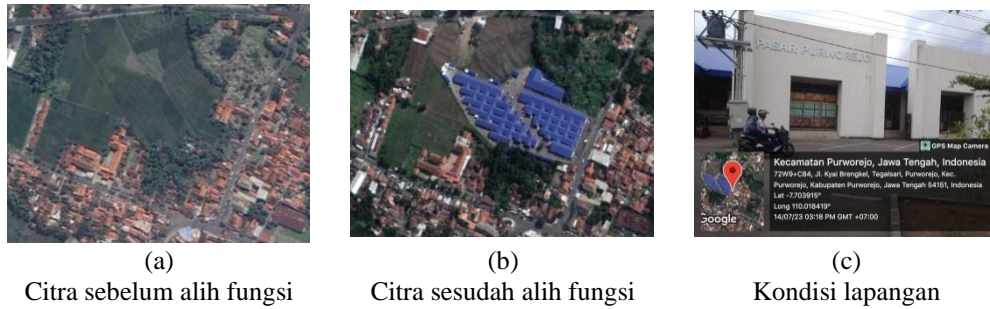 PASAR PURWOREJO
GPS Map Camera
Kecamatan Purworejo, Jawa Tengah, Indonesia
72W9+C84, Jl. Kyai Brengkel, Tegalsari, Purworejo, Kec.
Purworejo, Kabupaten Purworejo, Jawa Tengah 54151, Indonesia
Lat -7.703915°
Long 110.018419°
14/07/23 03:18 PM GMT +07:00
Google
(a)
Citra sebelum alih fungsi
(b)
Citra sesudah alih fungsi
(c)
Kondisi lapangan